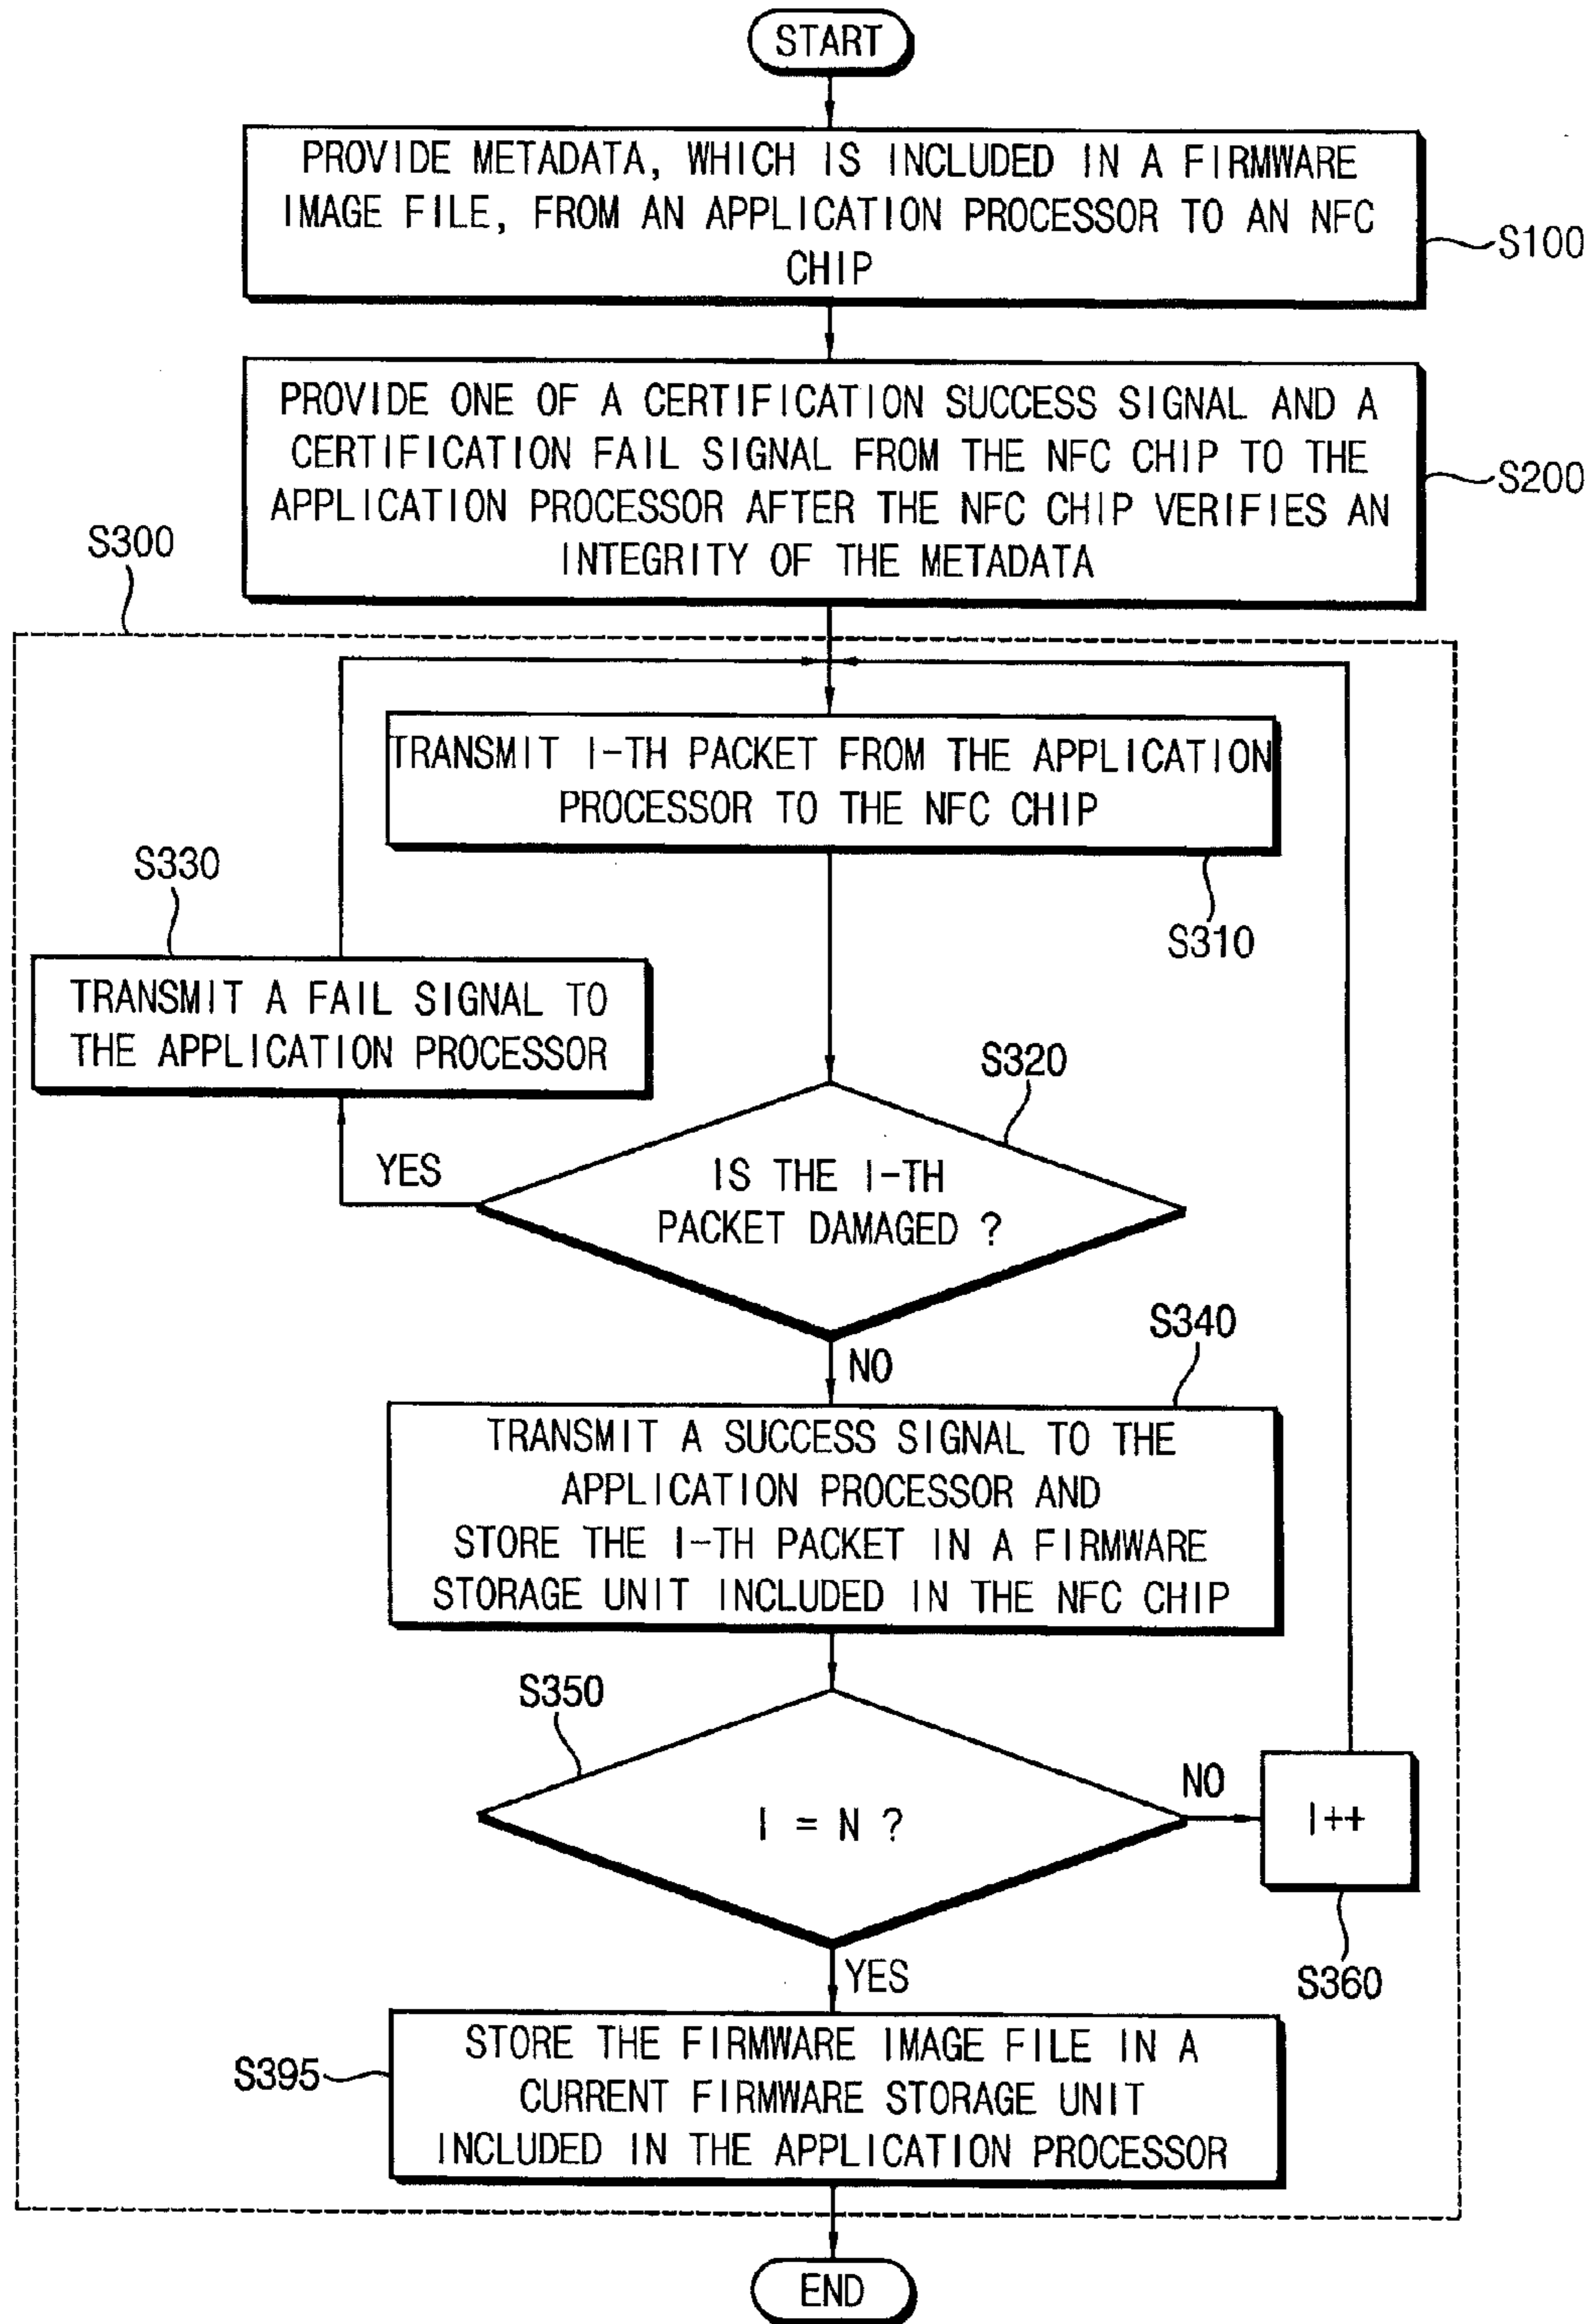 START
PROVIDE METADATA, WHICH IS INCLUDED IN A FIRMWARE
IMAGE FILE, FROM AN APPLICATION PROCESSOR TO AN NFC
CHIP
S100
PROVIDE ONE OF A CERTIFICATION SUCCESS SIGNAL AND A
CERTIFICATION FAIL SIGNAL FROM THE NFC CHIP TO THE
APPLICATION PROCESSOR AFTER THE NFC CHIP VERIFIES AN
INTEGRITY OF THE METADATA
S200
S300
TRANSMIT I-TH PACKET FROM THE APPLICATION
PROCESSOR TO THE NFC CHIP
S310
S330
TRANSMIT A FAIL SIGNAL TO
THE APPLICATION PROCESSOR
S320
YES
IS THE I-TH
PACKET DAMAGED ?
NO
S340
TRANSMIT A SUCCESS SIGNAL TO THE
APPLICATION PROCESSOR AND
STORE THE I-TH PACKET IN A FIRMWARE
STORAGE UNIT INCLUDED IN THE NFC CHIP
S350
I = N ?
NO
I++
S360
YES
S395
STORE THE FIRMWARE IMAGE FILE IN A
CURRENT FIRMWARE STORAGE UNIT
INCLUDED IN THE APPLICATION PROCESSOR
END